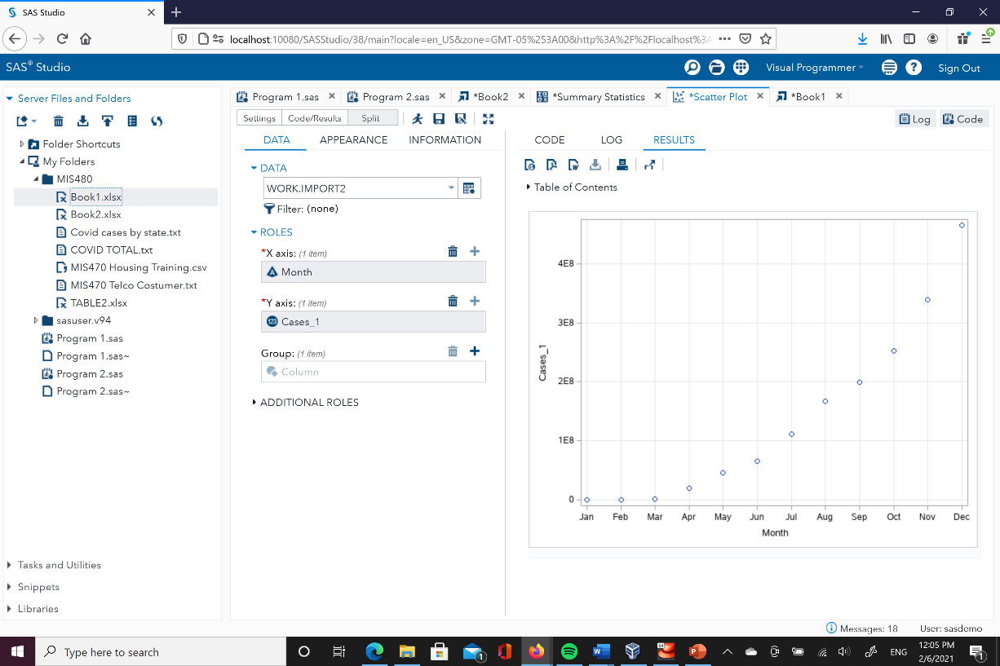 SAS Studio
localhost:10080/SASStudio/38/main?locale=en_US&zone=GMT-05%253A00&http%3A%2F%2Flocalhost%3A
SAS® Studio
Visual Programmer
Sign Out
Server Files and Folders
Folder Shortcuts
My Folders
MIS480
Book1.xlsx
Book2.xlsx
Covid cases by state.txt
COVID TOTAL.txt
MIS470 Housing Training.csv
MIS470 Telco Costumer.txt
TABLE2.xlsx
sasuser.v94
Program 1.sas
Program 1.sas~
Program 2.sas
Program 2.sas~
Tasks and Utilities
Snippets
Libraries
Program 1.sas
Program 2.sas
*Book2
*Summary Statistics
*Scatter Plot
*Book1
Settings
Code/Results
Split
Log
Code
DATA
APPEARANCE
INFORMATION
DATA
WORK.IMPORT2
Filter: (none)
ROLES
*X axis: (1 item)
Month
*Y axis: (1 item)
123
Cases_1
Group: (1 item)
Column
ADDITIONAL ROLES
CODE
LOG
RESULTS
Table of Contents
Cases_1
4E8
3E8
2E8
1E8
0
Jan Feb Mar Apr May Jun Jul Aug Sep Oct Nov Dec
Month
Messages: 18
User: sasdemo
Type here to search
1
64
ENG
12:05 PM
2/6/2021
1